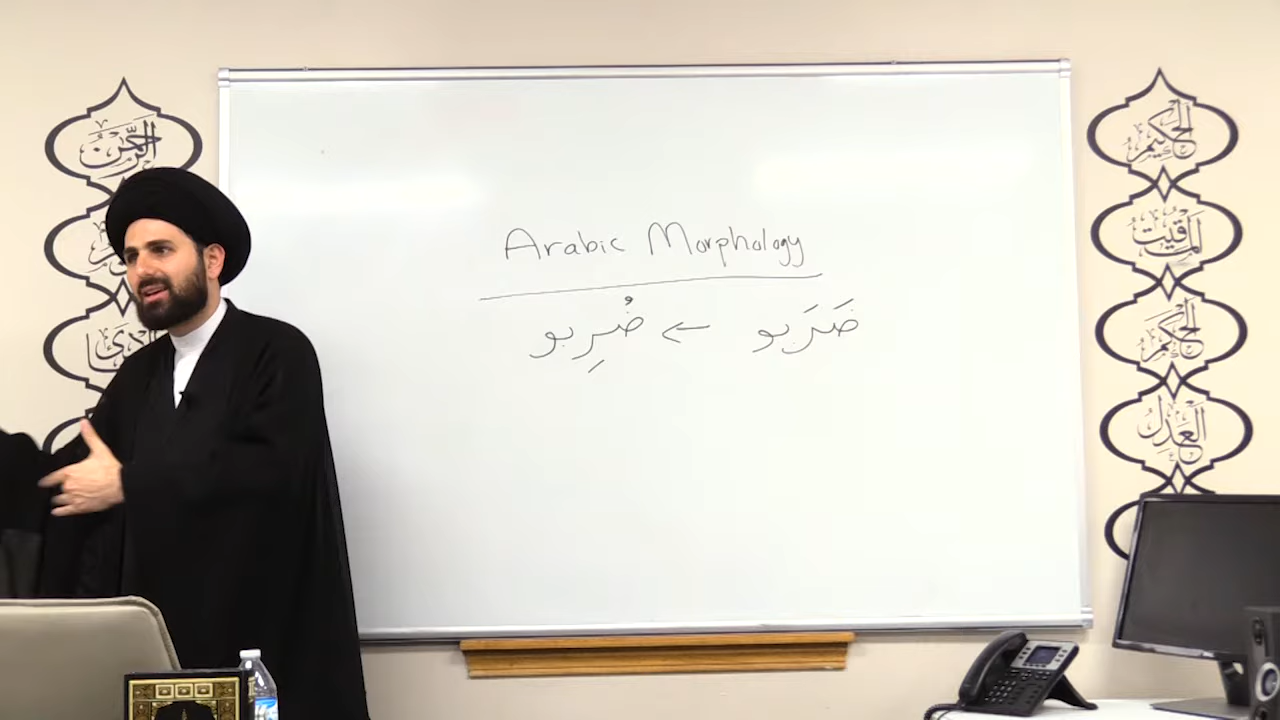 Arabic Morphology
ضَرَبو ← ضُرِبو
الرحمن
الحكيم
المقيت
الحكم
العدل